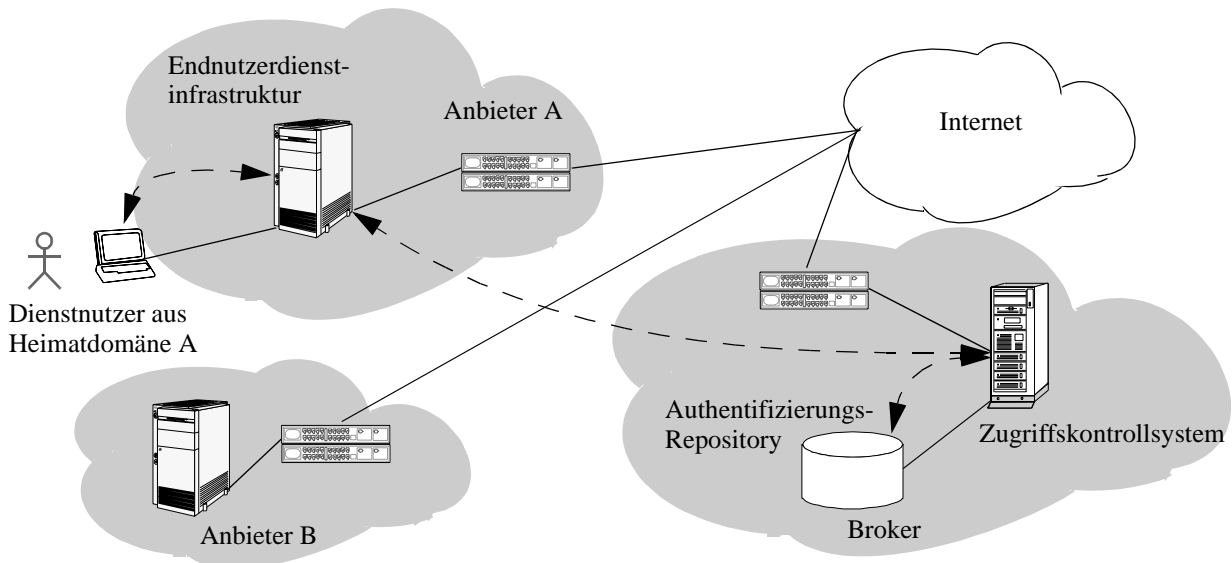 Endnutzerdienst-
infrastruktur
Anbieter A
Internet
Dienstnutzer aus
Heimatdomäne A
Authentifizierungs-
Repository
Zugriffskontrollsystem
Anbieter B
Broker